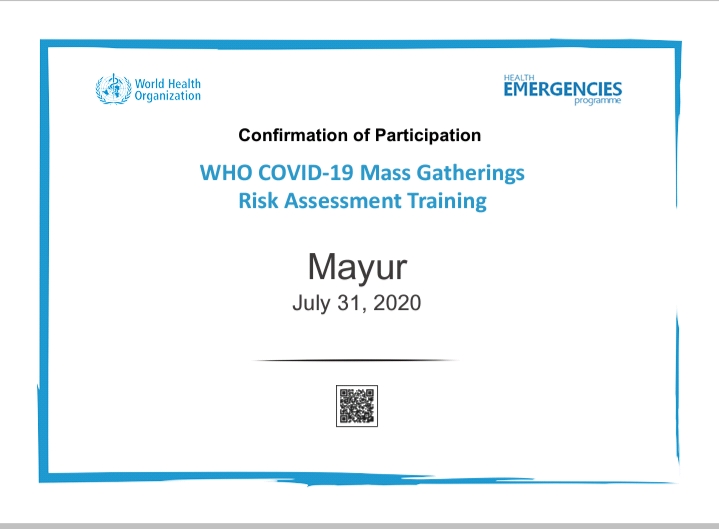 World Health
Organization
HEALTH
EMERGENCIES
programme
Confirmation of Participation
WHO COVID-19 Mass Gatherings
Risk Assessment Training
Mayur
July 31, 2020